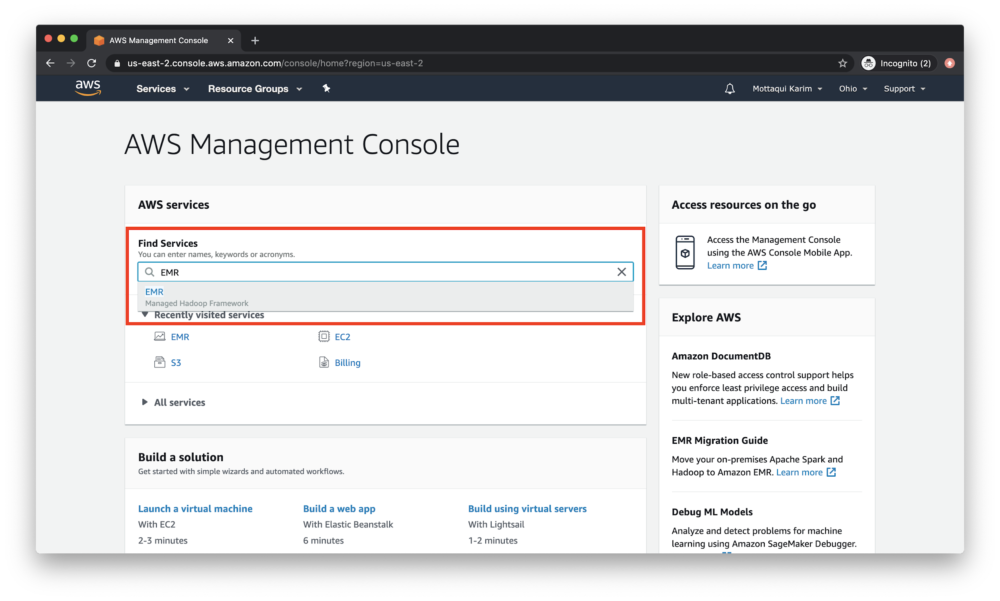 AWS Management Console
us-east-2.console.aws.amazon.com/console/home?region=us-east-2
Incognito (2)
aws
Services
Resource Groups
Mottaqui Karim
Ohio
Support
AWS Management Console
AWS services
Find Services
You can enter names, keywords or acronyms.
EMR
EMR
Managed Hadoop Framework
Recently visited services
EMR
EC2
S3
Billing
All services
Build a solution
Get started with simple wizards and automated workflows.
Launch a virtual machine
With EC2
2-3 minutes
Build a web app
With Elastic Beanstalk
6 minutes
Build using virtual servers
With Lightsail
1-2 minutes
Access resources on the go
Access the Management Console
using the AWS Console Mobile App.
Learn more
Explore AWS
Amazon DocumentDB
New role-based access control support helps
you enforce least privilege access and build
multi-tenant applications. Learn more
EMR Migration Guide
Move your on-premises Apache Spark and
Hadoop to Amazon EMR. Learn more
Debug ML Models
Analyze and detect problems for machine
learning using Amazon SageMaker Debugger.